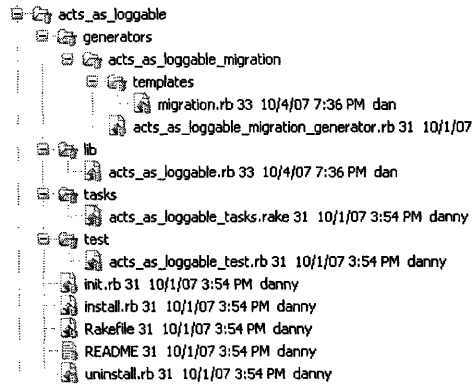 acts_as_loggable
generators
acts_as_loggable_migration
templates
migration.rb 33 10/4/07 7:36 PM dan
acts_as_loggable_migration_generator.rb 31 10/1/07
lib
acts_as_loggable.rb 33 10/4/07 7:36 PM dan
tasks
acts_as_loggable_tasks.rake 31 10/1/07 3:54 PM danny
test
acts_as_loggable_test.rb 31 10/1/07 3:54 PM danny
init.rb 31 10/1/07 3:54 PM danny
install.rb 31 10/1/07 3:54 PM danny
Rakefile 31 10/1/07 3:54 PM danny
README 31 10/1/07 3:54 PM danny
uninstall.rb 31 10/1/07 3:54 PM danny